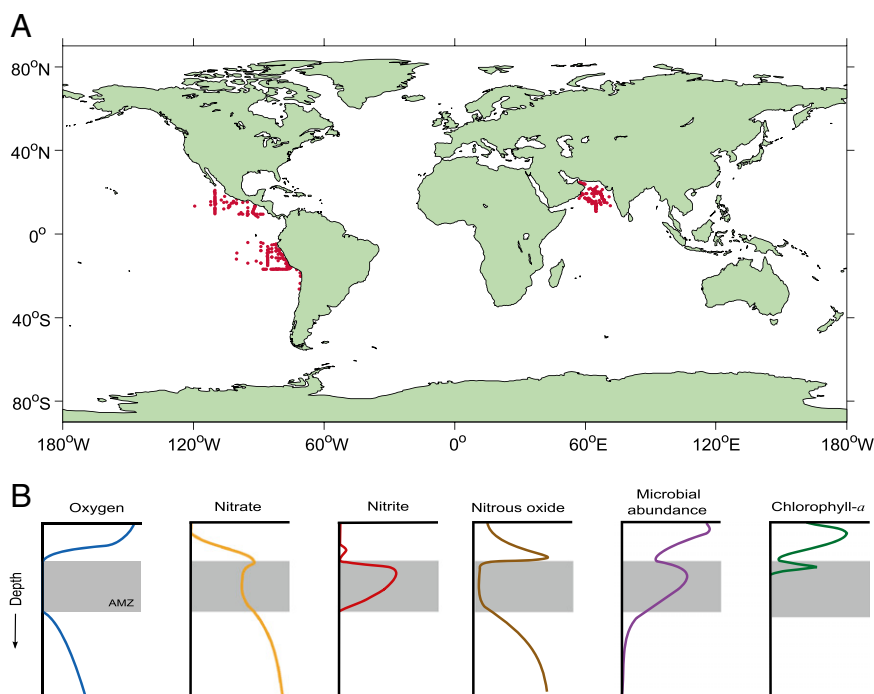 A
80°N
40°N
0°
40°S
80°S
180°W 120°W 60°W 0° 60°E 120°E 180°W
B
Oxygen Nitrate Nitrite Nitrous oxide Microbial abundance Chlorophyll-a
Depth
AMZ